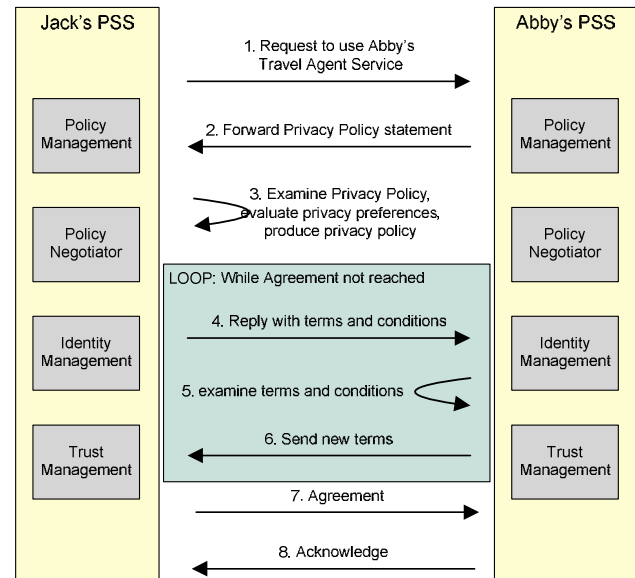 Jack's PSS
Abby's PSS
1. Request to use Abby's
Travel Agent Service
Policy
Management
2. Forward Privacy Policy statement
Policy
Management
3. Examine Privacy Policy,
evaluate privacy preferences,
produce privacy policy
Policy
Negotiator
Policy
Negotiator
LOOP: While Agreement not reached
4. Reply with terms and conditions
Identity
Management
Identity
Management
5. examine terms and conditions
6. Send new terms
Trust
Management
Trust
Management
7. Agreement
8. Acknowledge